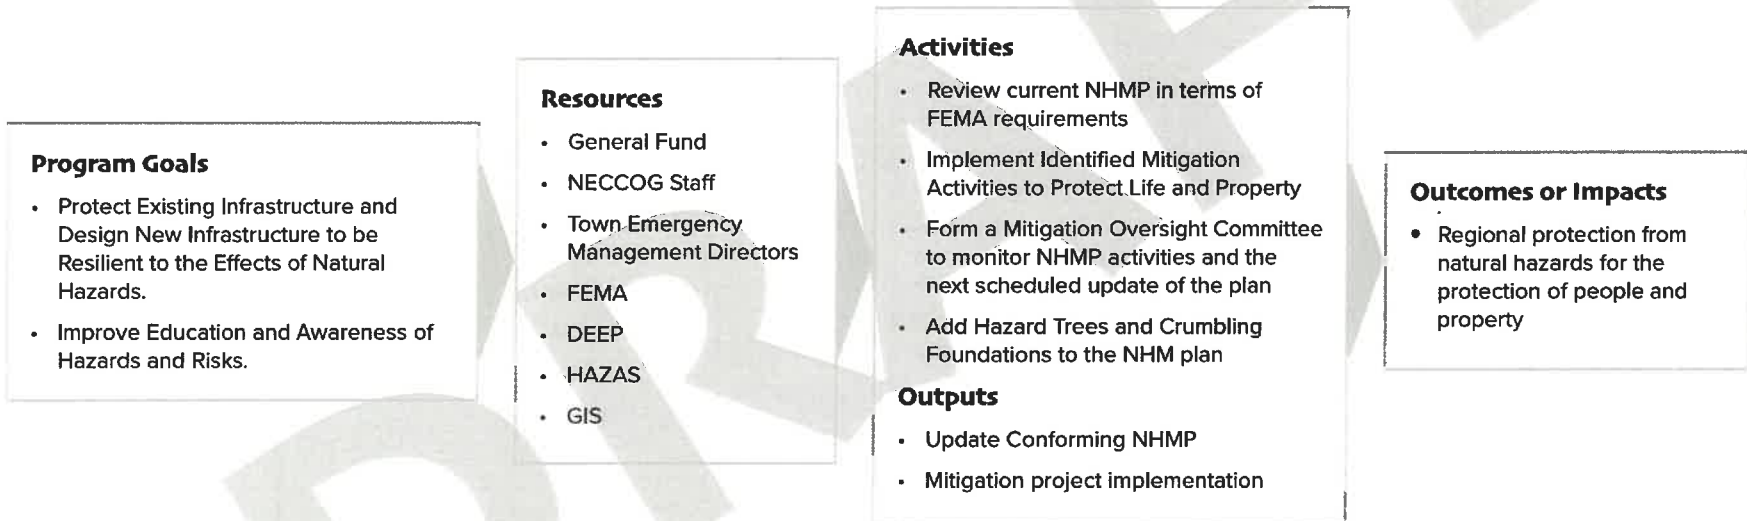 Program Goals
• Protect Existing Infrastructure and
Design New Infrastructure to be
Resilient to the Effects of Natural
Hazards.
• Improve Education and Awareness of
Hazards and Risks.
Resources
• General Fund
• NECCOG Staff
• Town Emergency
Management Directors
• FEMA
• DEEP
• HAZAS
• GIS
Activities
• Review current NHMP in terms of
FEMA requirements
• Implement Identified Mitigation
Activities to Protect Life and Property
• Form a Mitigation Oversight Committee
to monitor NHMP activities and the
next scheduled update of the plan
• Add Hazard Trees and Crumbling
Foundations to the NHM plan
Outputs
• Update Conforming NHMP
• Mitigation project implementation
Outcomes or Impacts
• Regional protection from
natural hazards for the
protection of people and
property
DRAFT